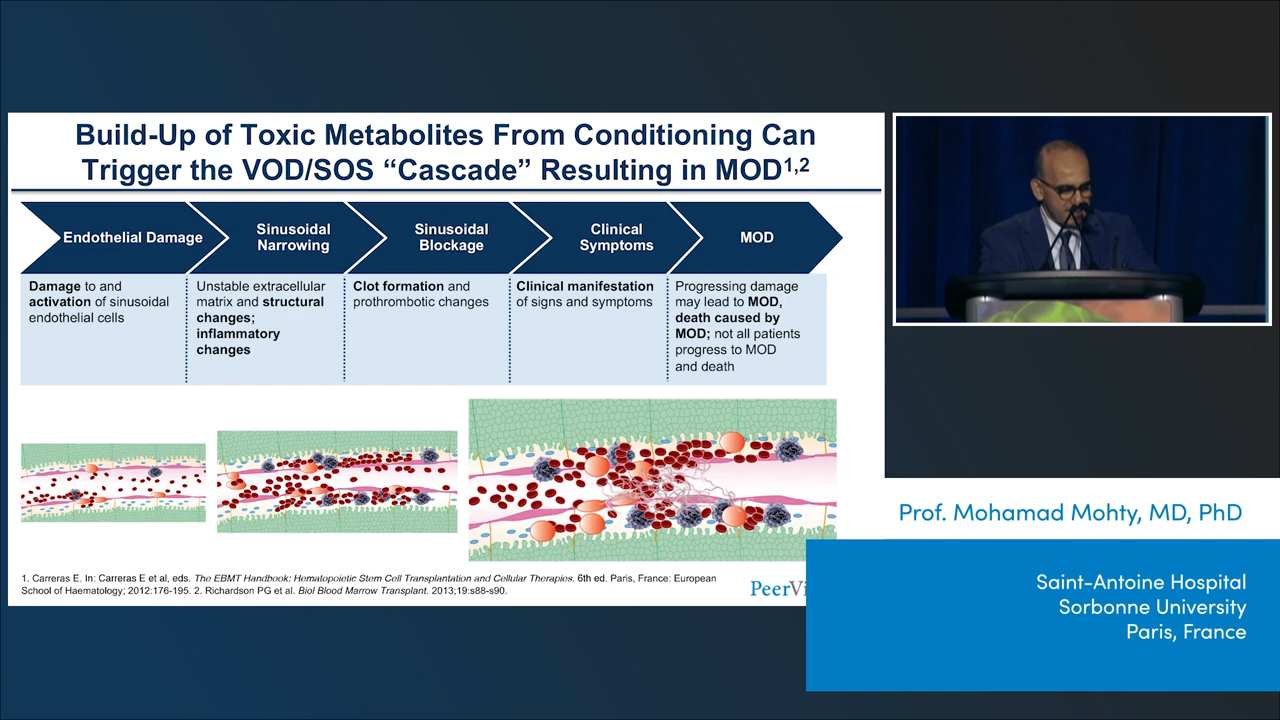 Build-Up of Toxic Metabolites From Conditioning Can
Trigger the VOD/SOS “Cascade” Resulting in MOD1,2
Endothelial Damage
Sinusoidal
Narrowing
Sinusoidal
Blockage
Clinical
Symptoms
MOD
Damage to and
activation of sinusoidal
endothelial cells
Unstable extracellular
matrix and structural
changes;
inflammatory
changes
Clot formation and
prothrombotic changes
Clinical manifestation
of signs and symptoms
Progressing damage
may lead to MOD,
death caused by
MOD; not all patients
progress to MOD
and death
1. Carreras E. In: Carreras E et al, eds. The EBMT Handbook: Hematopoietic Stem Cell Transplantation and Cellular Therapies. 6th ed. Paris, France: European
School of Haematology; 2012:176-195. 2. Richardson PG et al. Biol Blood Marrow Transplant. 2013;19:s88-s90.
PeerVi
Prof. Mohamad Mohty, MD, PhD
Saint-Antoine Hospital
Sorbonne University
Paris, France